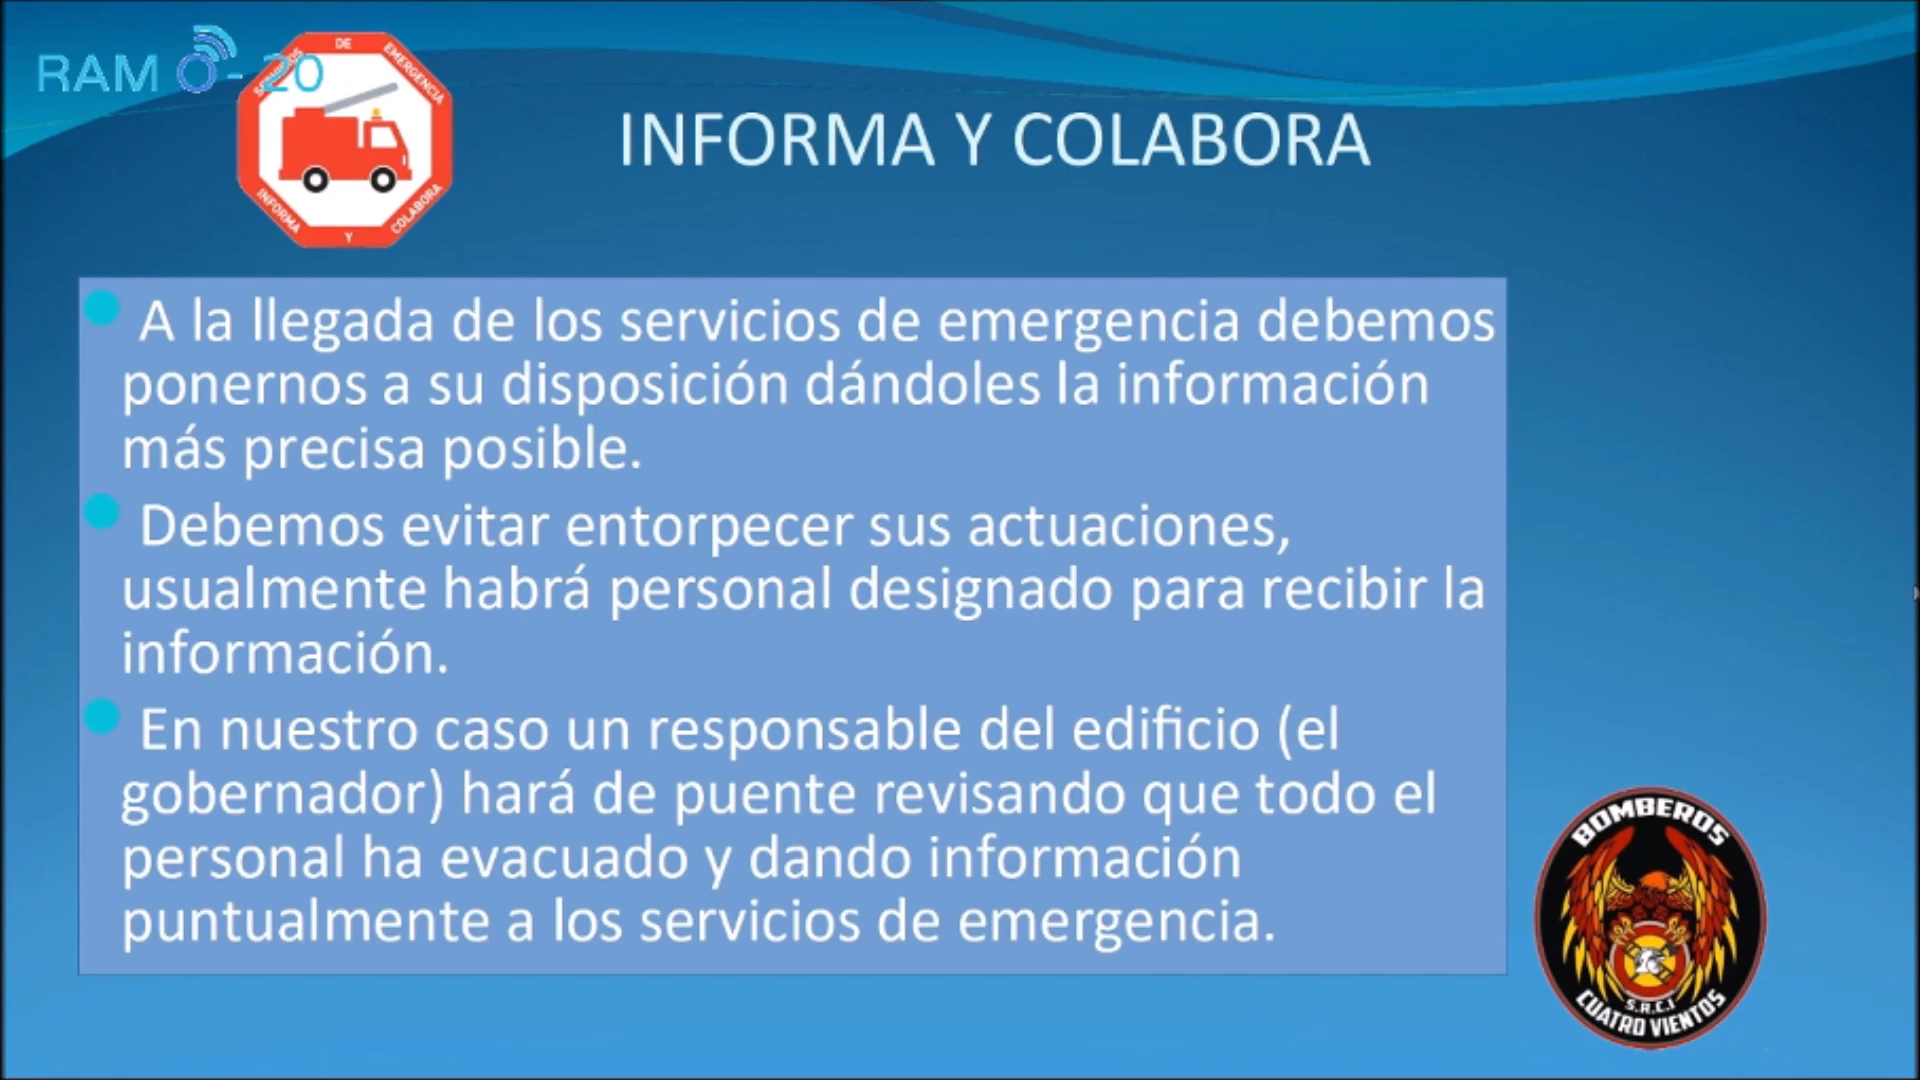 RAM O-20
SERVICIOS DE EMERGENCIA
INFORMA Y COLABORA
INFORMA Y COLABORA
A la llegada de los servicios de emergencia debemos
ponernos a su disposición dándoles la información
más precisa posible.
Debemos evitar entorpecer sus actuaciones,
usualmente habrá personal designado para recibir la
información.
En nuestro caso un responsable del edificio (el
gobernador) hará de puente revisando que todo el
personal ha evacuado y dando información
puntualmente a los servicios de emergencia.
BOMBEROS
S.R.C.I
CUATRO VIENTOS